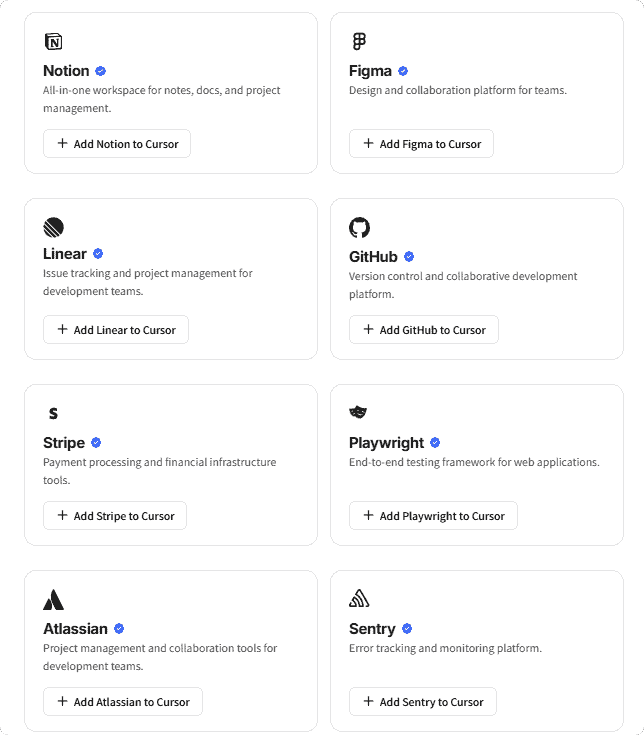 Notion
All-in-one workspace for notes, docs, and project
management.
+ Add Notion to Cursor
Figma
Design and collaboration platform for teams.
+ Add Figma to Cursor
Linear
Issue tracking and project management for
development teams.
+ Add Linear to Cursor
GitHub
Version control and collaborative development
platform.
+ Add GitHub to Cursor
Stripe
Payment processing and financial infrastructure
tools.
+ Add Stripe to Cursor
Playwright
End-to-end testing framework for web applications.
+ Add Playwright to Cursor
Atlassian
Project management and collaboration tools for
development teams.
+ Add Atlassian to Cursor
Sentry
Error tracking and monitoring platform.
+ Add Sentry to Cursor